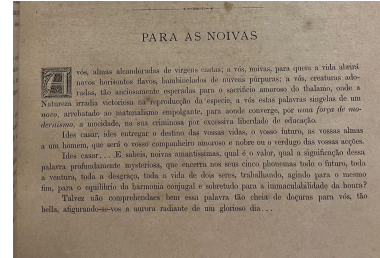 PARA AS NOIVAS
A vós, almas alcandoradas de virgens castas; a vós, noivas, para quem a vida abrirá
novos horizontes flavos, bambinelados de nuvens púrpuras; a vós, creaturas ado-
radas, tão anciosamente esperadas para o sacrificio amoroso do thalamo, onde a
Natureza irradia victoriosa na reproducção da especie, a vós estas palavras singelas de um
novo, arrebatado ao materialismo empolgante, para aonde converge, por uma força de mo-
dernismo, a mocidade, na sua criminosa por excessiva liberdade de educação.
Ides casar, ides entregar o destino das vossas vidas, o vosso futuro, as vossas almas
a um homem, que será o vosso companheiro amoroso e nobre ou o verdugo das vossas acções.
Ides casar.... E sabeis, noivas amantissimas, qual é o valor, qual a significação dessa
palavra profundamente mysteriosa, que encerra nos seus cinco phonemas todo o futuro, toda
a ventura, toda a desgraça, toda a vida de dois seres, trabalhando, agindo para o mesmo
fim, para o equilibrio da harmonia conjugal e sobretudo para a immaculabilidade da honra?
Talvez não comprehendaes bem essa palavra tão cheia de doçuras para vós, tão
bella, afigurando-se-vos a aurora radiante de um glorioso dia...